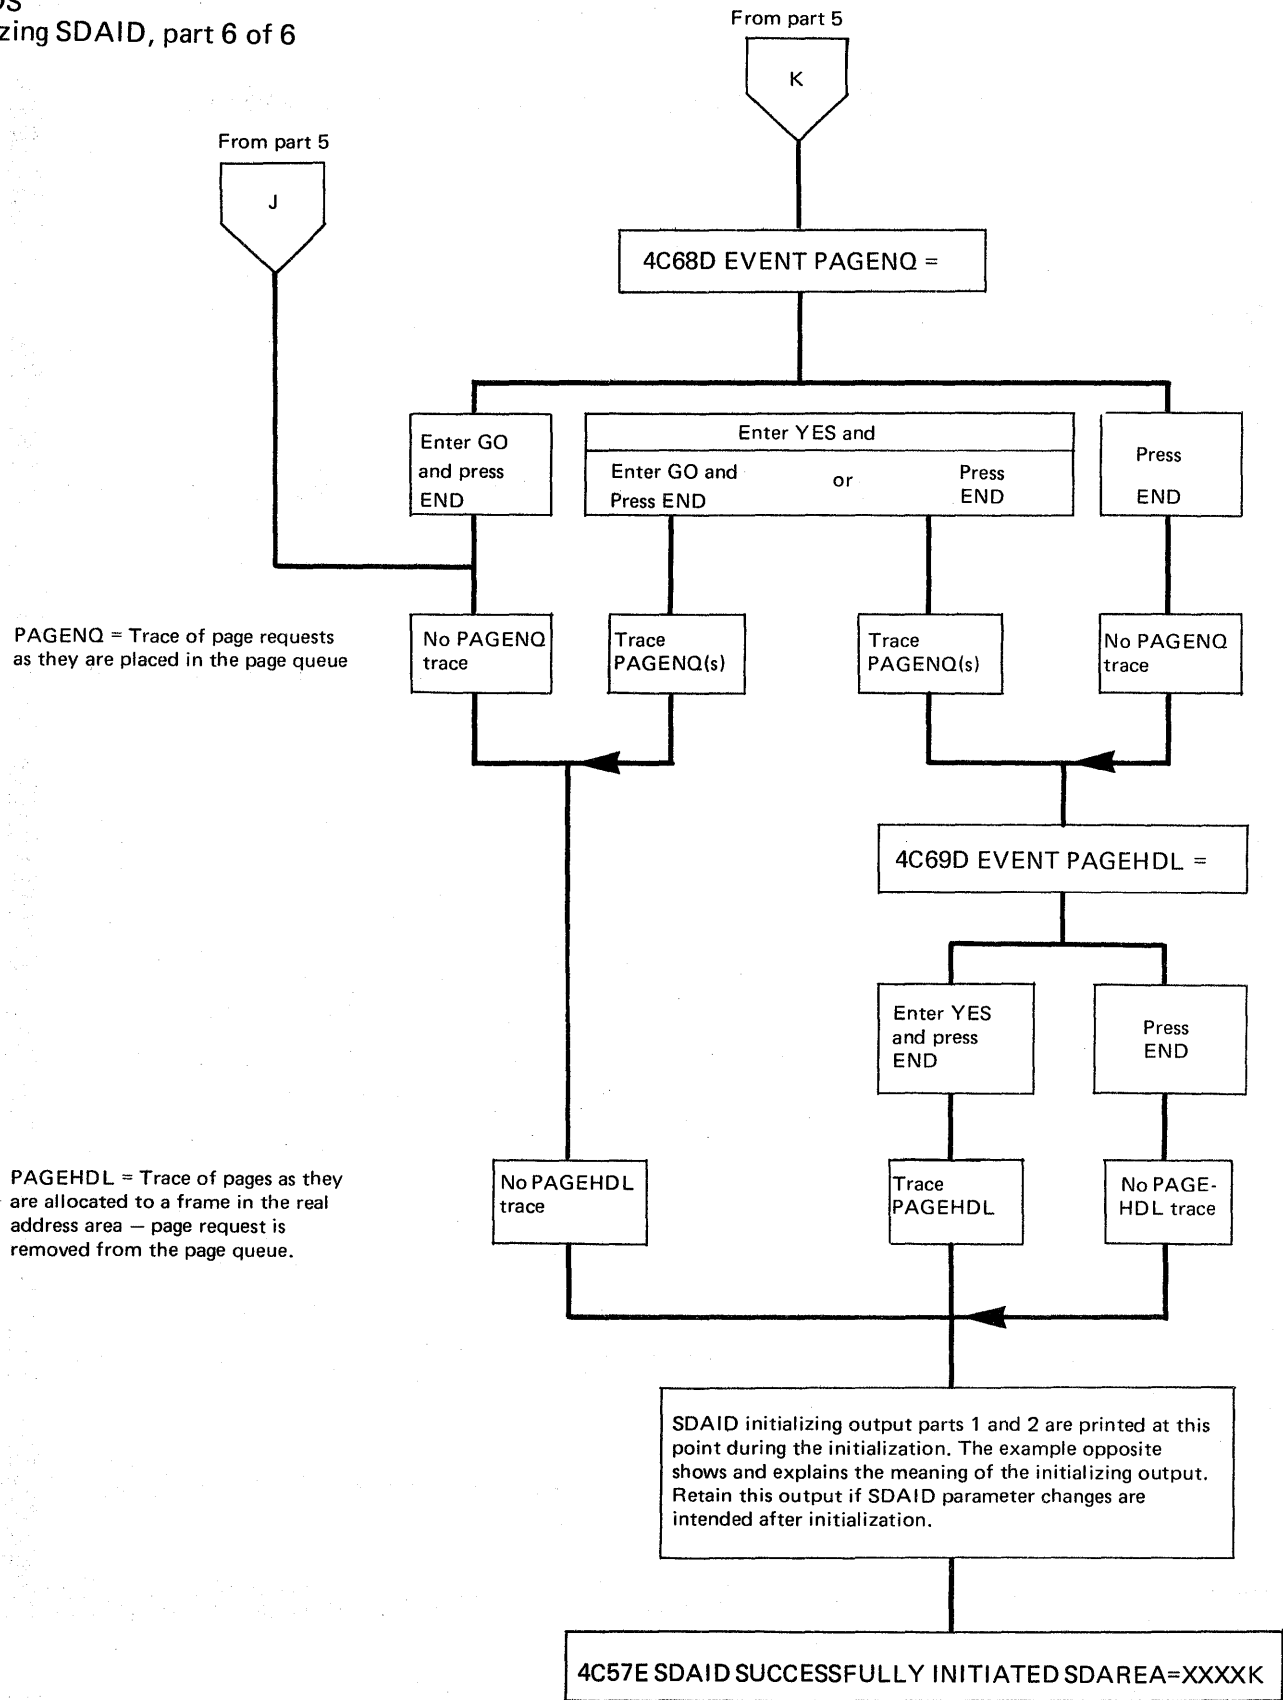 zing SDAID, part 6 of 6
From part 5
K
From part 5
J
4C68D EVENT PAGENQ =
Enter GO
and press
END
Enter YES and
Enter GO and
Press END
or
Press
END
Press
END
PAGENQ = Trace of page requests
as they are placed in the page queue
No PAGENQ
trace
Trace
PAGENQ(s)
Trace
PAGENQ(s)
No PAGENQ
trace
4C69D EVENT PAGEHDL =
Enter YES
and press
END
Press
END
PAGEHDL = Trace of pages as they
are allocated to a frame in the real
address area — page request is
removed from the page queue.
No PAGEHDL
trace
Trace
PAGEHDL
No PAGE-
HDL trace
SDAID initializing output parts 1 and 2 are printed at this
point during the initialization. The example opposite
shows and explains the meaning of the initializing output.
Retain this output if SDAID parameter changes are
intended after initialization.
4C57E SDAID SUCCESSFULLY INITIATED SDAREA=XXXXK